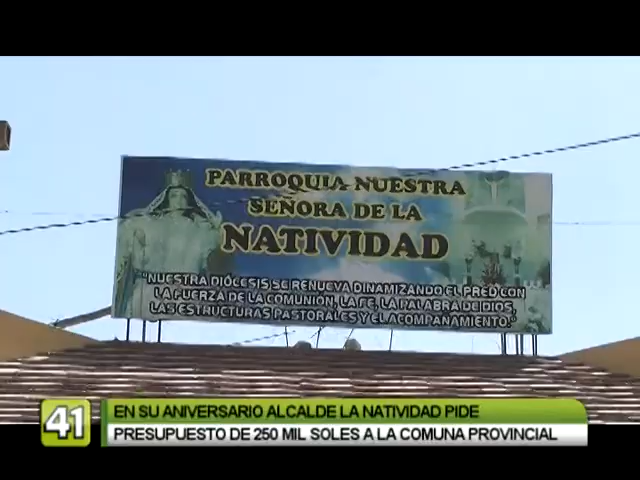 PARROQUIA NUESTRA
SEÑORA DE LA
NATIVIDAD
"NUESTRA DIÓCESIS SE RENUEVA DINAMIZANDO EL PRED CON
LA FUERZA DE LA COMUNIÓN, LA FE, LA PALABRA DE DIOS,
LAS ESTRUCTURAS PASTORALES Y EL ACOMPAÑAMIENTO."
41
EN SU ANIVERSARIO ALCALDE LA NATIVIDAD PIDE
PRESUPUESTO DE 250 MIL SOLES A LA COMUNA PROVINCIAL